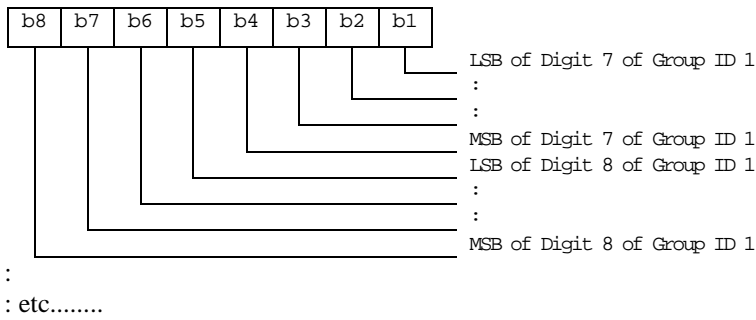 b8 b7 b6 b5 b4 b3 b2 b1
LSB of Digit 7 of Group ID 1
:
:
MSB of Digit 7 of Group ID 1
LSB of Digit 8 of Group ID 1
:
:
MSB of Digit 8 of Group ID 1
:
: etc........